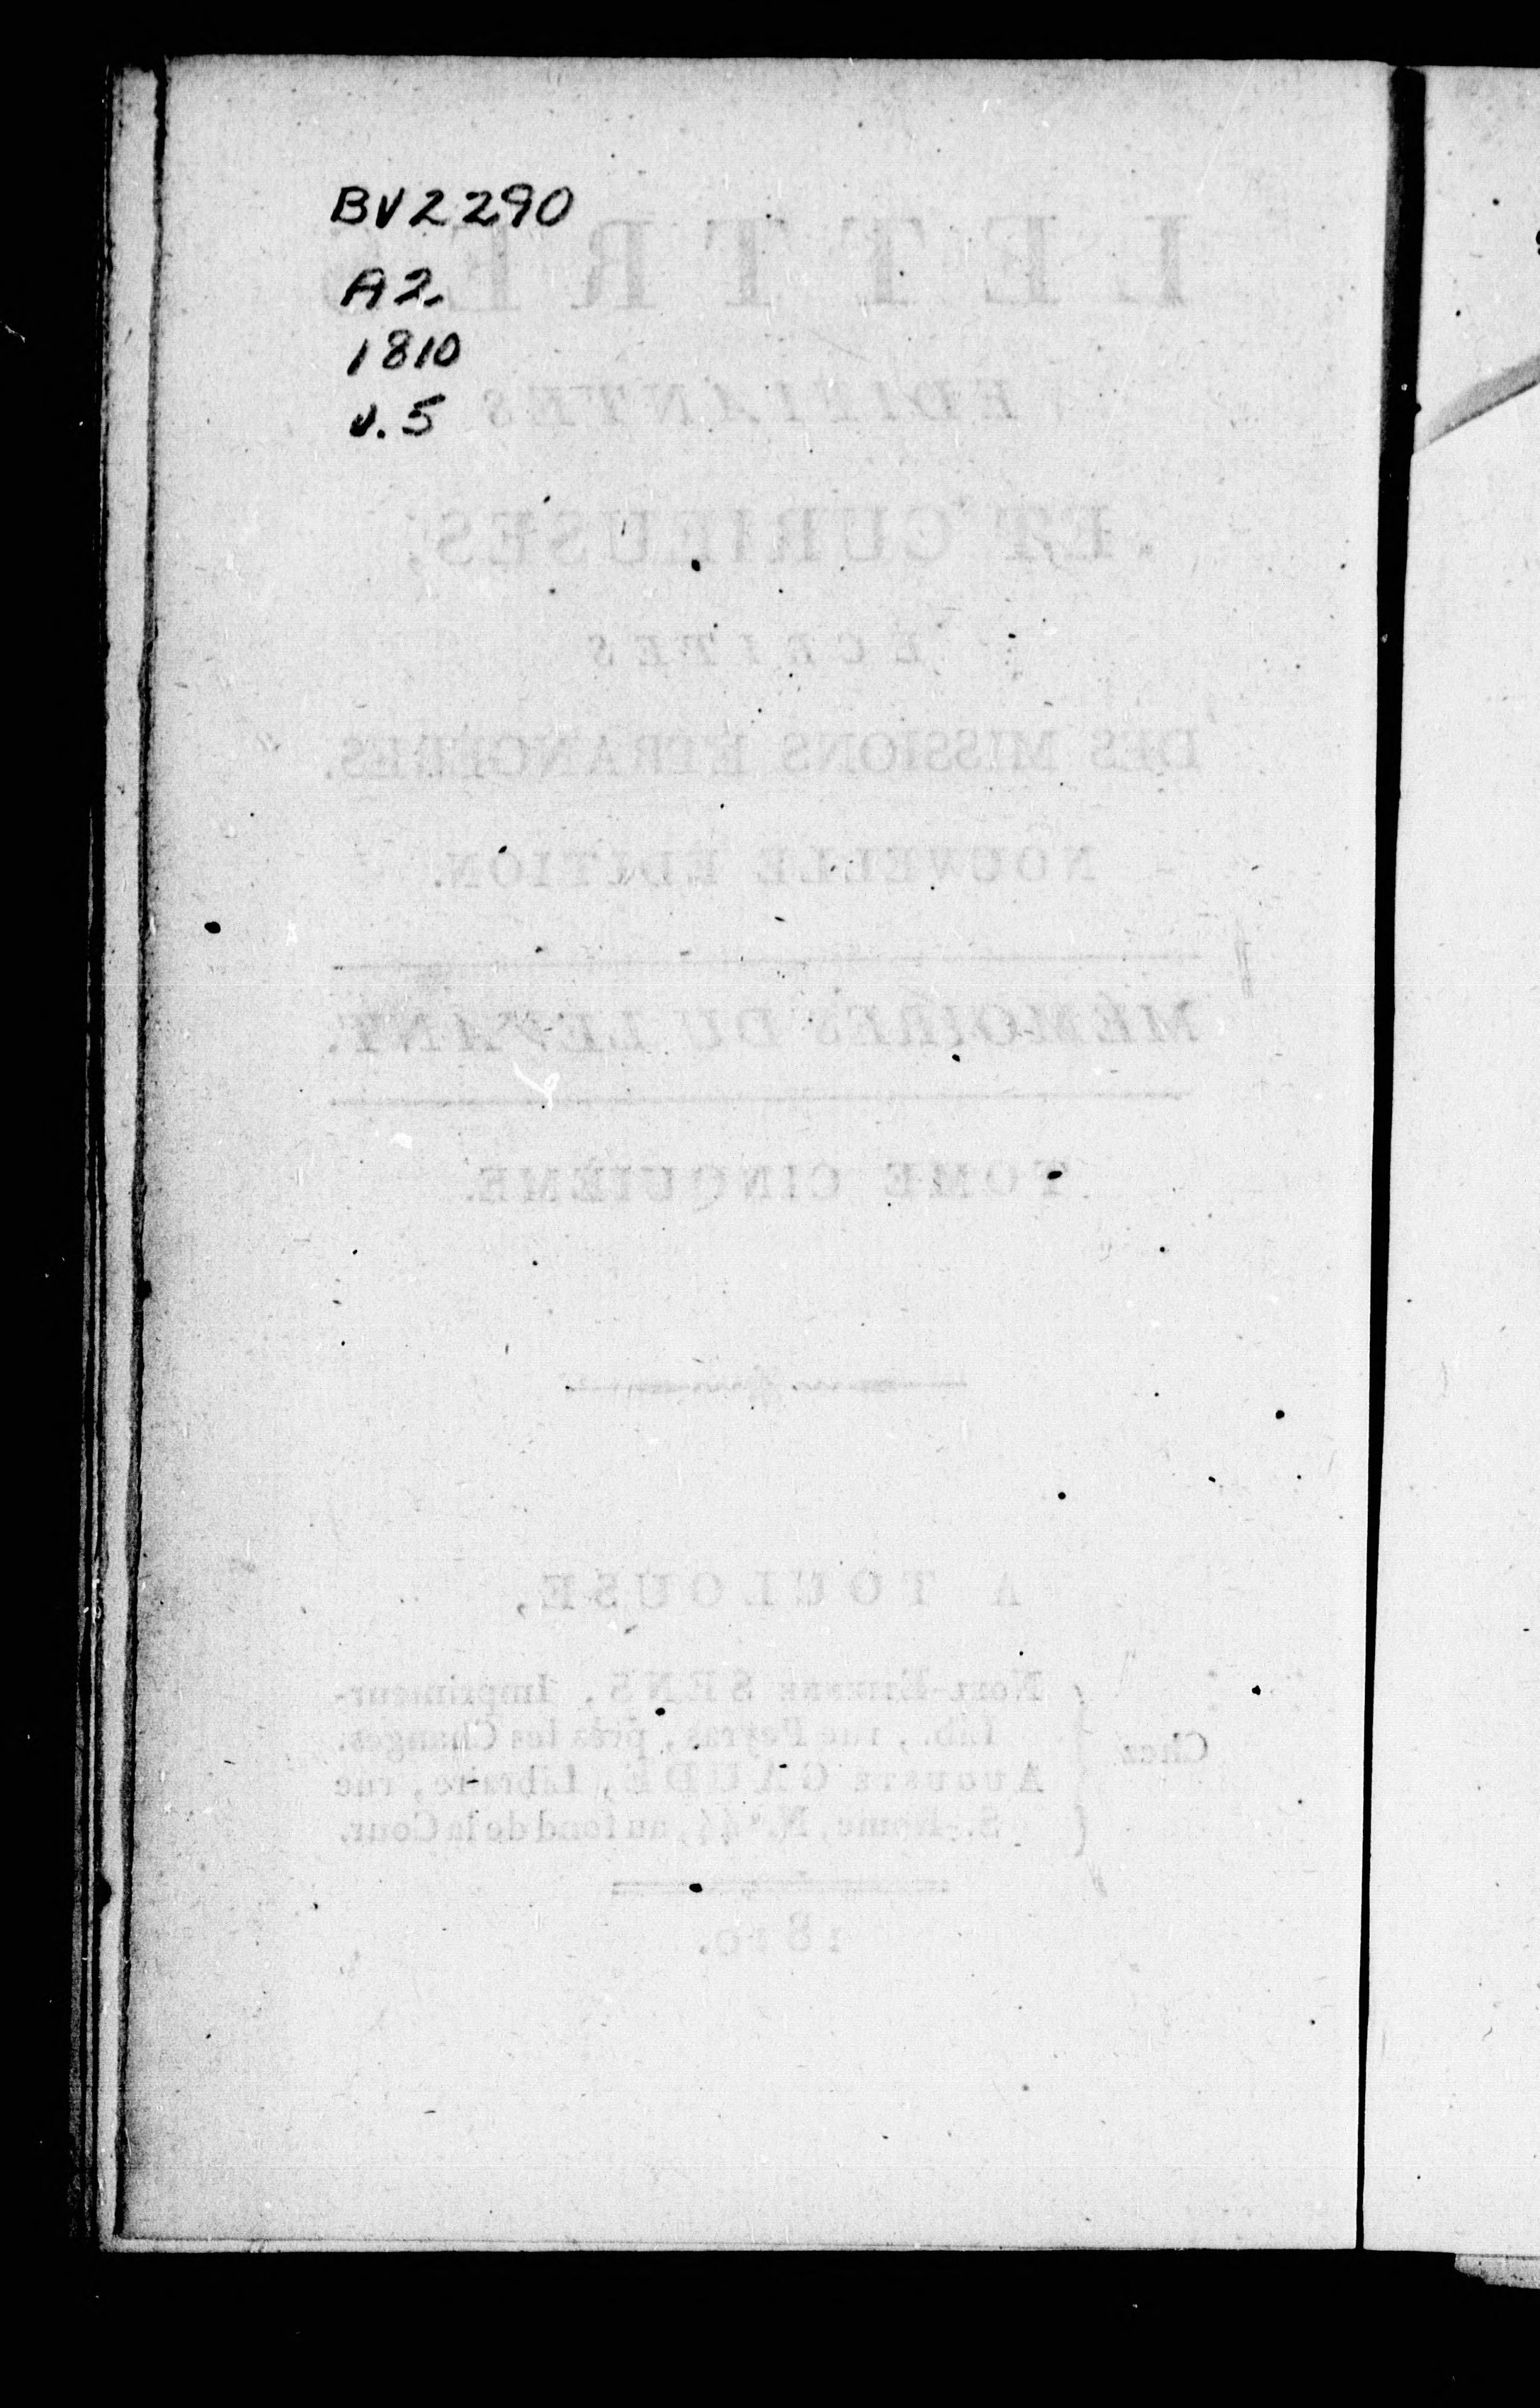 BV2290
A2
1810
v.5
LETTRES
ÉDIFIANTES
ET CURIEUSES,
ÉCRITES
DES MISSIONS ÉTRANGÈRES.
NOUVELLE ÉDITION.
MÉMOIRES DU LEVANT.
TOME CINQUIÈME.
A TOULOUSE,
Chez
NOEL-ETIENNE SENS, Imprimeur-
Lib., rue Peyras, près les Changes.
AUGUSTE GAUDE, Libraire, rue
S.-Rome, N.º 44, au fond de la Cour.
1810.